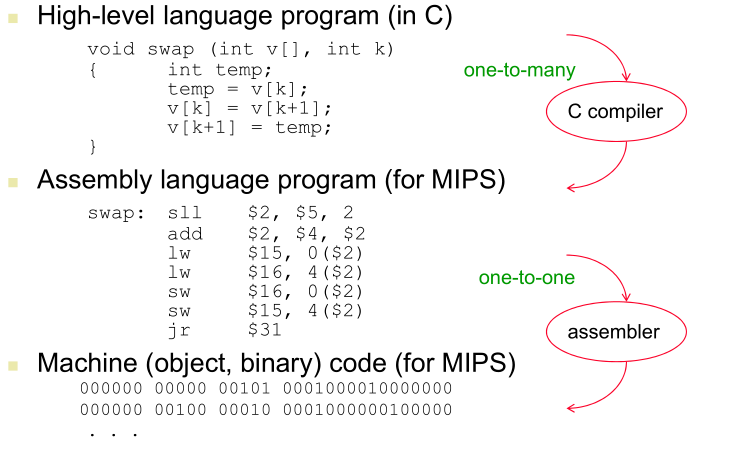 High-level language program (in C)
void swap (int v[], int k)
{ int temp;
temp = v[k];
v[k] = v[k+1];
v[k+1] = temp;
}
one-to-many
C compiler
Assembly language program (for MIPS)
swap: sll $2, $5, 2
add $2, $4, $2
lw $15, 0($2)
lw $16, 4($2)
sw $16, 0($2)
sw $15, 4($2)
jr $31
one-to-one
assembler
Machine (object, binary) code (for MIPS)
000000 00000 00101 0001000010000000
000000 00100 00010 0001000000100000
. . .